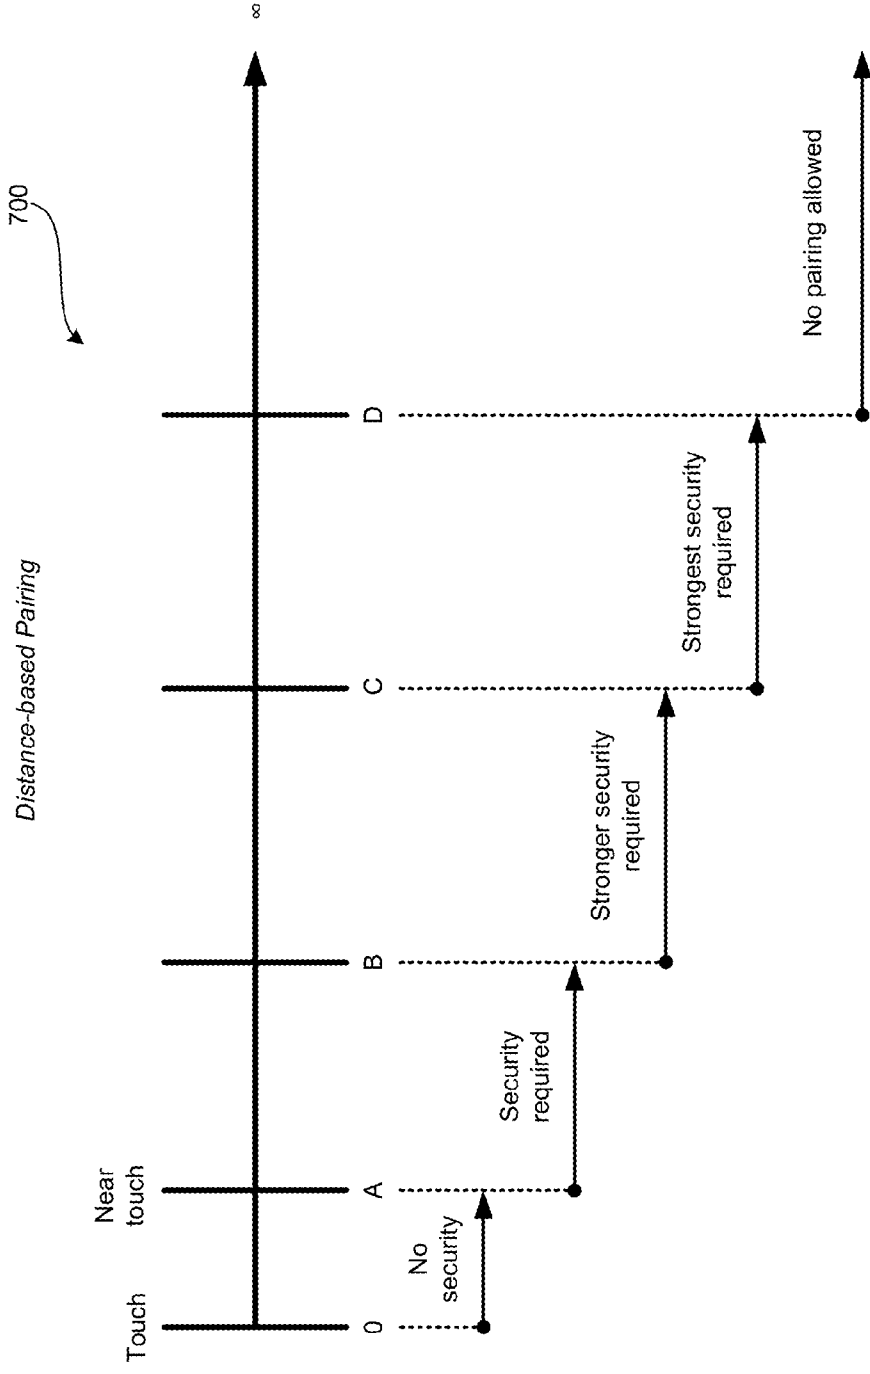 Distance-based Pairing
700
Touch
Near
touch
∞
0
A
B
C
D
No
security
Security
required
Stronger security
required
Strongest security
required
No pairing allowed